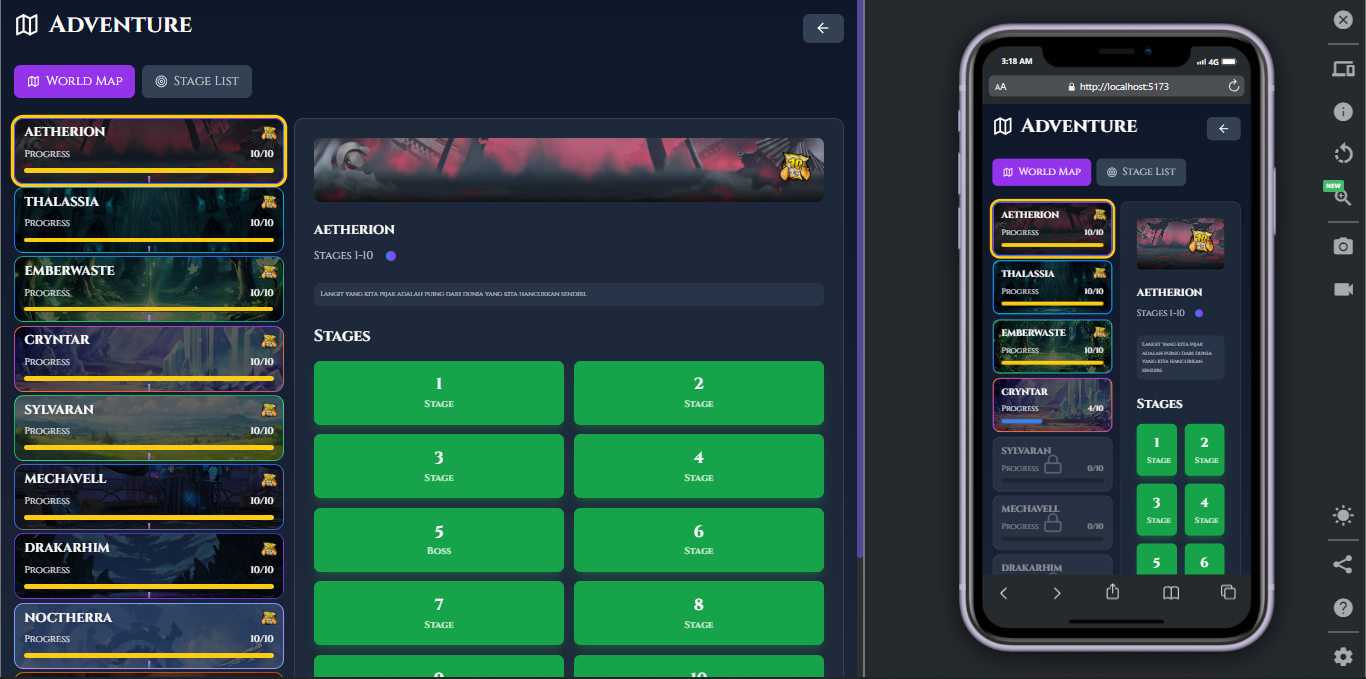 Adventure
World Map
Stage List
AETHERION
Progress 10/10
THALASSIA
Progress 10/10
EMBERWASTE
Progress 10/10
CRYNTAR
Progress 10/10
SYLVARAN
Progress 10/10
MECHAVELL
Progress 10/10
DRAKARHIM
Progress 10/10
NOCTHERRA
Progress 10/10
AETHERION
Stages 1-10
Langit yang kita pijak adalah puing dari dunia yang kita hancurkan sendiri.
Stages
1
Stage
2
Stage
3
Stage
4
Stage
5
Boss
6
Stage
7
Stage
8
Stage
9
10
3:18 AM
4G
AA
http://localhost:5173
Adventure
World Map
Stage List
AETHERION
Progress 10/10
THALASSIA
Progress 10/10
EMBERWASTE
Progress 10/10
CRYNTAR
Progress 4/10
SYLVARAN
Progress 0/10
MECHAVELL
Progress 0/10
DRAKARHIM
AETHERION
Stages 1-10
Langit yang kita pijak
adalah puing dari dunia
yang kita hancurkan
sendiri.
Stages
1
Stage
2
Stage
3
Stage
4
Stage
5
6
NEW